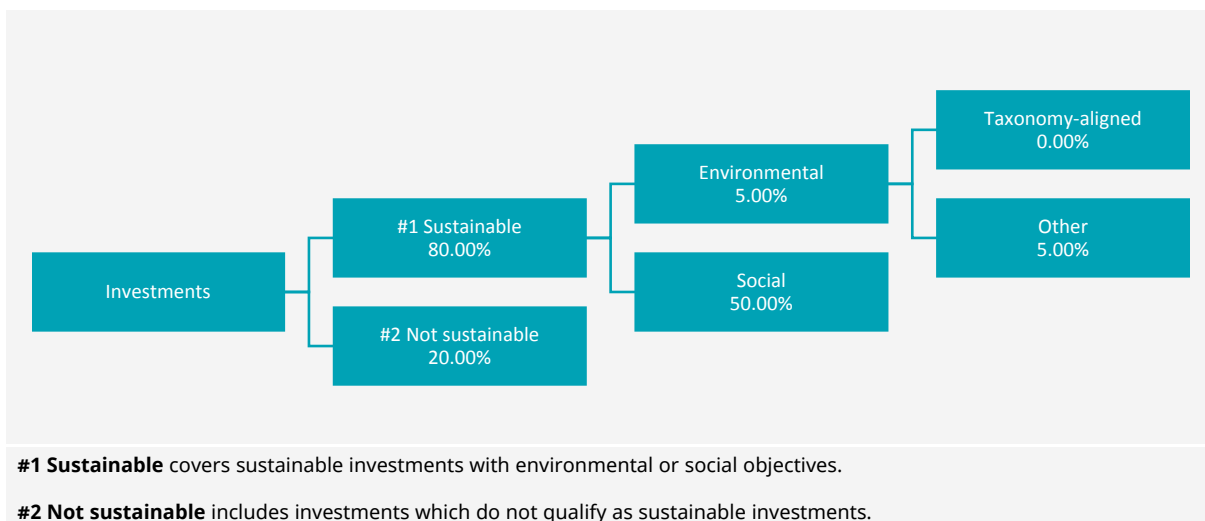 Taxonomy-aligned
0.00%
Environmental
5.00%
#1 Sustainable
80.00%
Other
5.00%
Investments
Social
50.00%
#2 Not sustainable
20.00%
#1 Sustainable covers sustainable investments with environmental or social objectives.
#2 Not sustainable includes investments which do not qualify as sustainable investments.